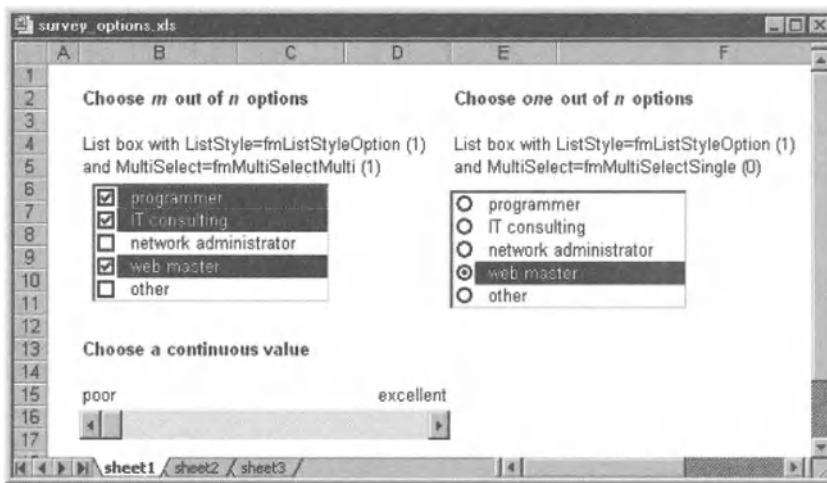 survey_options.xls
A B C D E F
1
2 Choose m out of n options Choose one out of n options
3
4 List box with ListStyle=fmListStyleOption (1) List box with ListStyle=fmListStyleOption (1)
5 and MultiSelect=fmMultiSelectMulti (1) and MultiSelect=fmMultiSelectSingle (0)
6 programmer programmer
7 IT consulting IT consulting
8 network administrator network administrator
9 web master
10 web master
11 other other
12
13 Choose a continuous value
14
15 poor excellent
16
17
sheet1 sheet2 sheet3